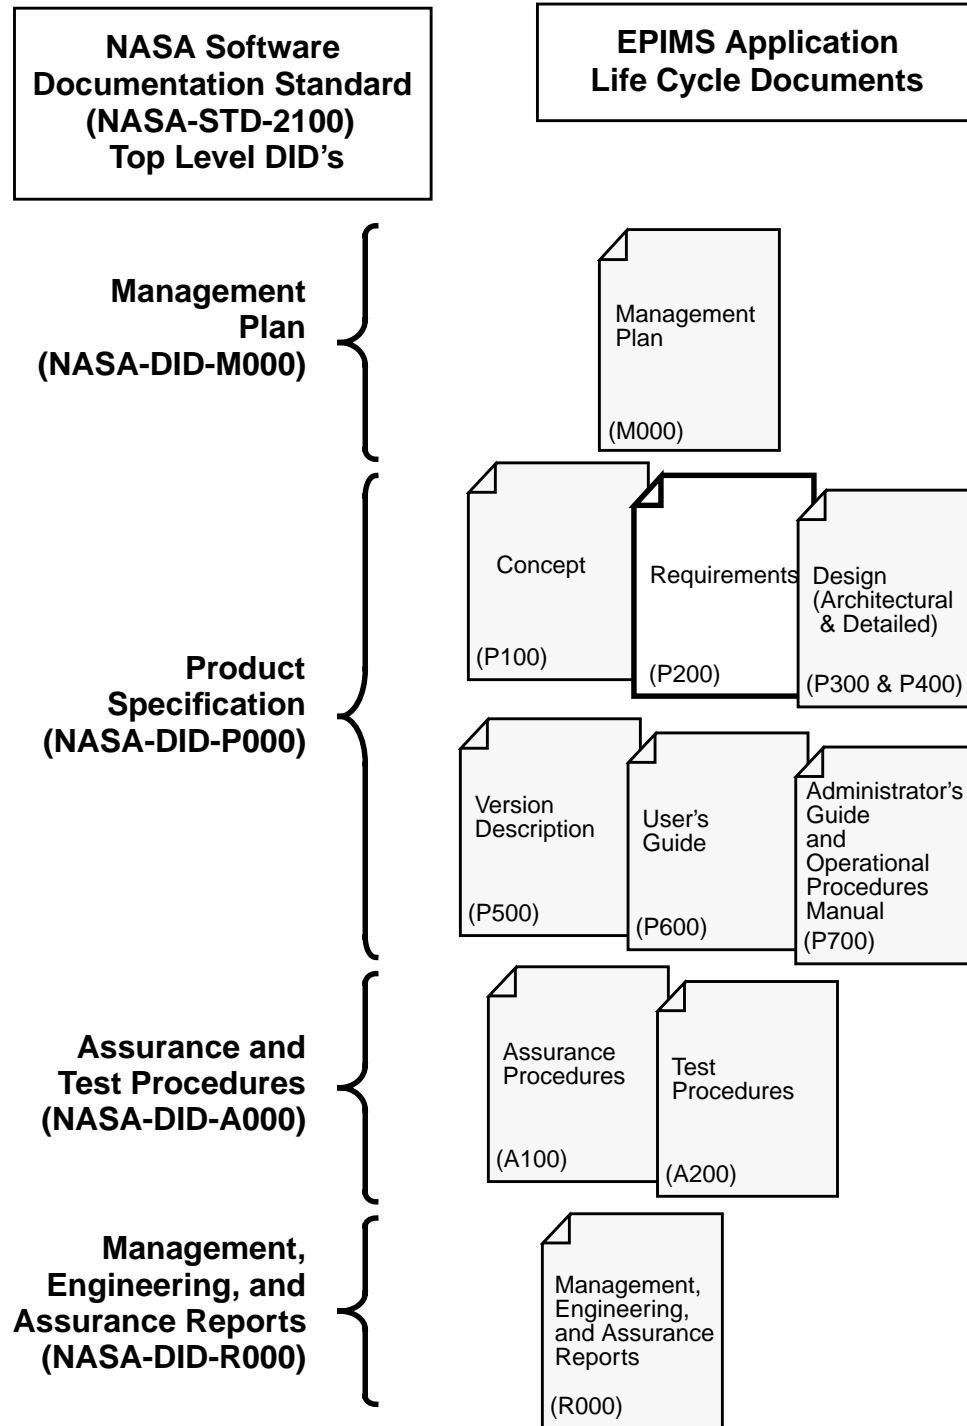 NASA Software
Documentation Standard
(NASA-STD-2100)
Top Level DID’s
EPIMS Application
Life Cycle Documents
Management
Plan
(NASA-DID-M000)
Management
Plan
(M000)
Product
Specification
(NASA-DID-P000)
Concept
(P100)
Requirements
(P200)
Design
(Architectural
& Detailed)
(P300 & P400)
Version
Description
(P500)
User’s
Guide
(P600)
Administrator’s
Guide
and
Operational
Procedures
Manual
(P700)
Assurance and
Test Procedures
(NASA-DID-A000)
Assurance
Procedures
(A100)
Test
Procedures
(A200)
Management,
Engineering, and
Assurance Reports
(NASA-DID-R000)
Management,
Engineering,
and Assurance
Reports
(R000)